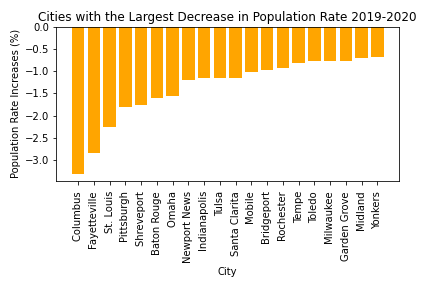 Cities with the Largest Decrease in Population Rate 2019-2020
Population Rate Increases (%)
0.0
−0.5
−1.0
−1.5
−2.0
−2.5
−3.0
Columbus
Fayetteville
St. Louis
Pittsburgh
Shreveport
Baton Rouge
Omaha
Newport News
Indianapolis
Tulsa
Santa Clarita
Mobile
Bridgeport
Rochester
Tempe
Toledo
Milwaukee
Garden Grove
Midland
Yonkers
City